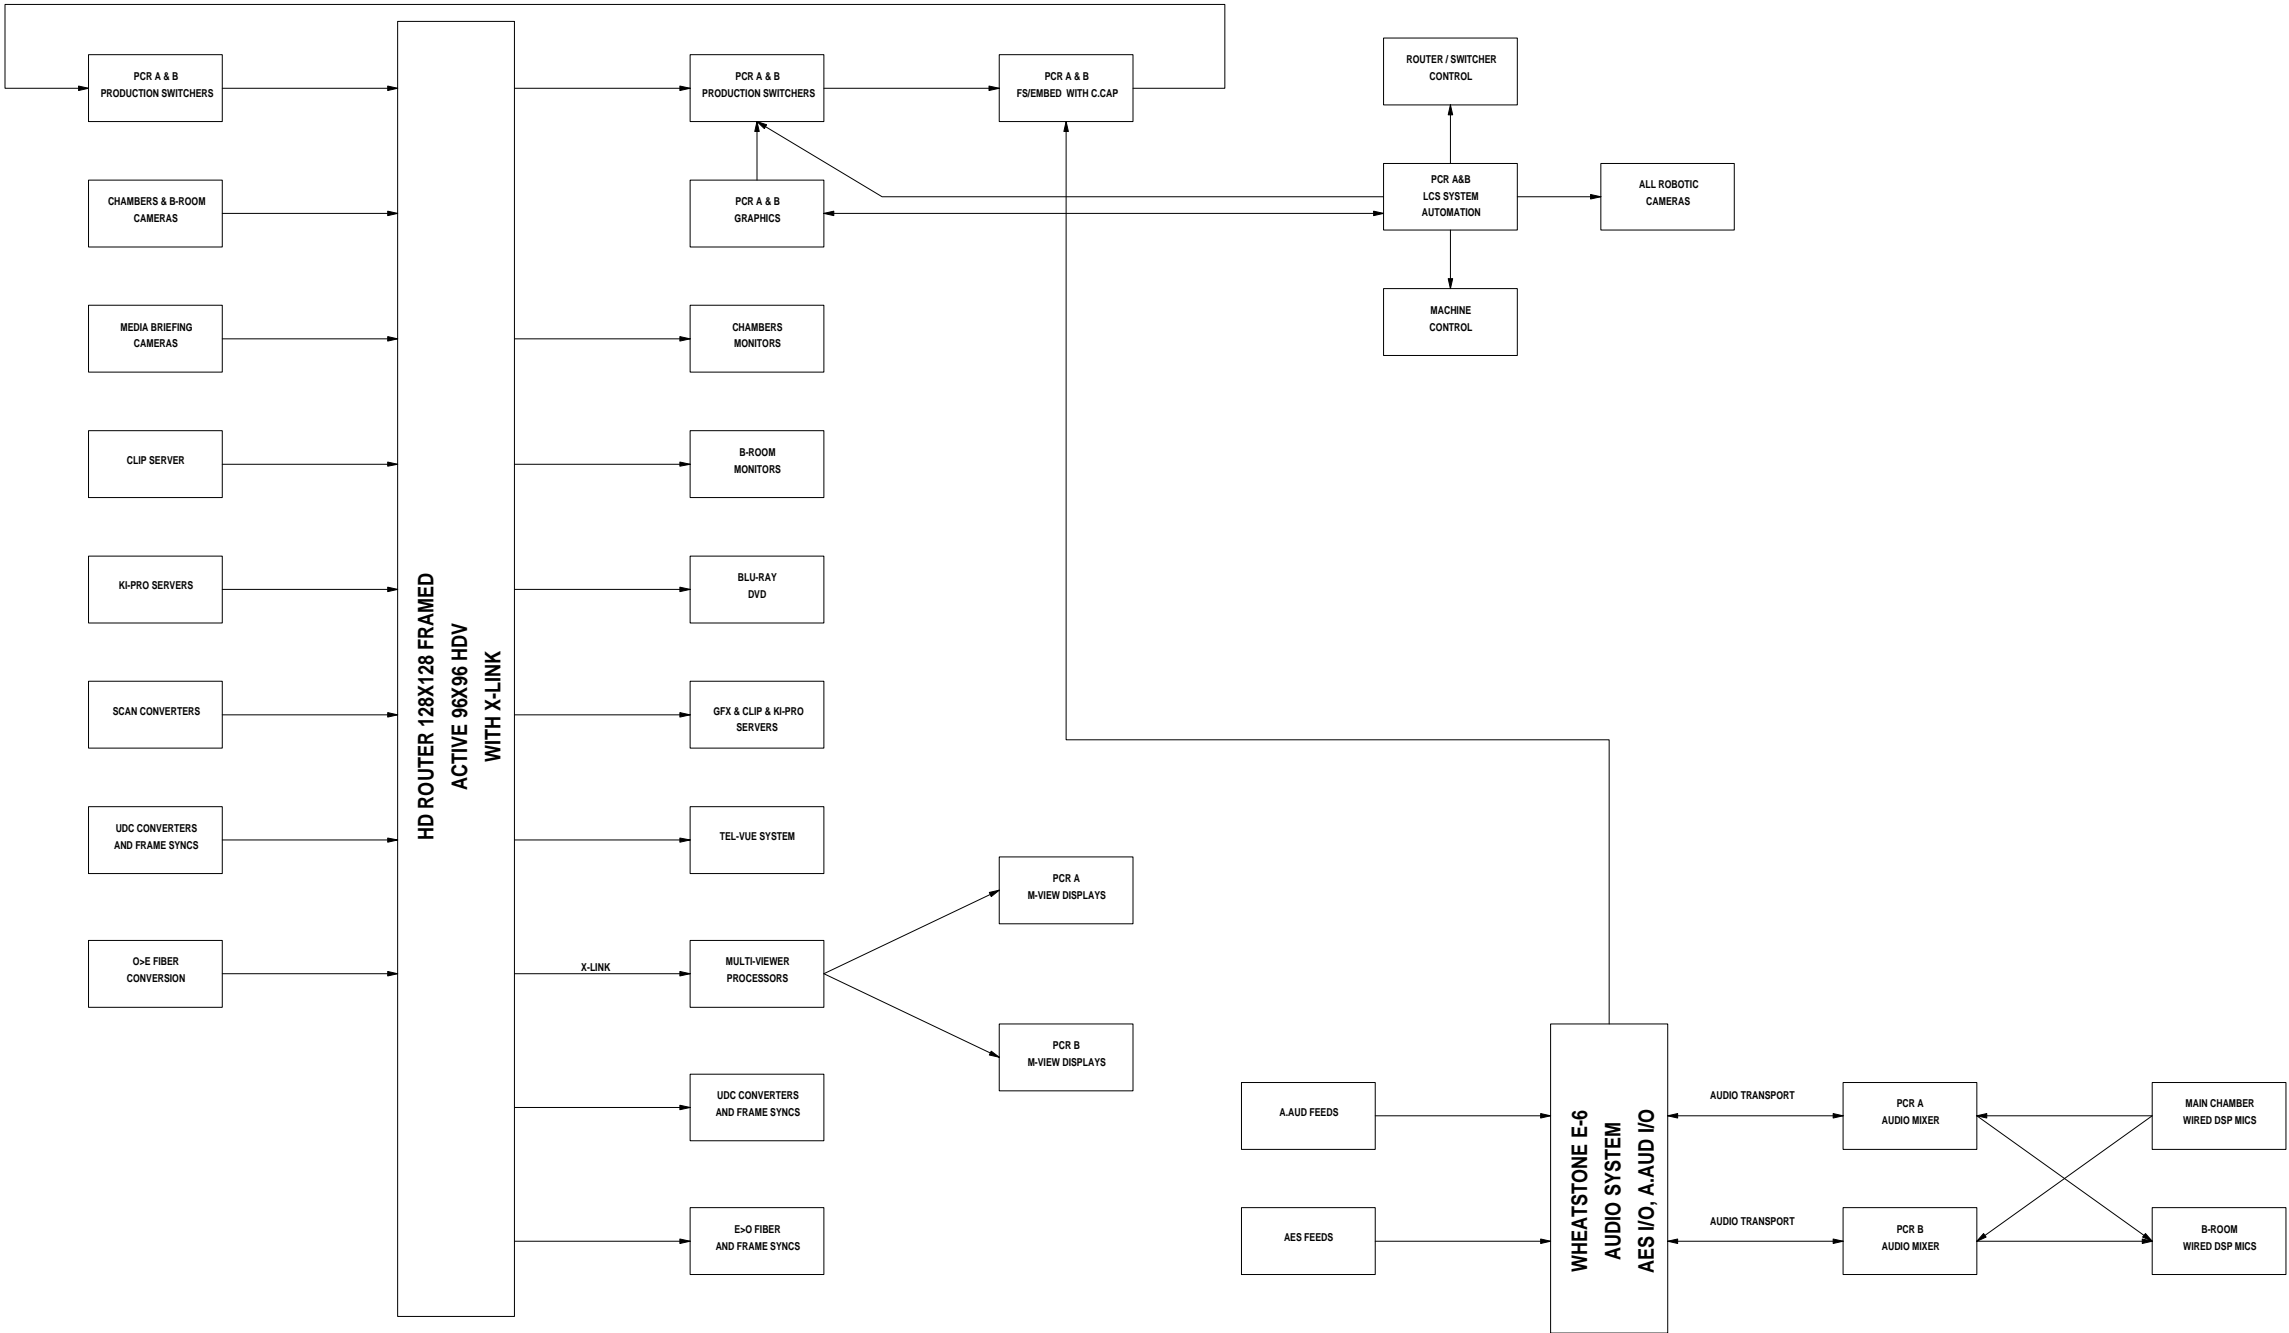 PCR A & B
PRODUCTION SWITCHERS
CHAMBERS & B-ROOM
CAMERAS
MEDIA BRIEFING
CAMERAS
CLIP SERVER
KI-PRO SERVERS
SCAN CONVERTERS
UDC CONVERTERS
AND FRAME SYNCS
O>E FIBER
CONVERSION
HD ROUTER 128X128 FRAMED
ACTIVE 96X96 HDV
WITH X-LINK
PCR A & B
PRODUCTION SWITCHERS
PCR A & B
GRAPHICS
CHAMBERS
MONITORS
B-ROOM
MONITORS
BLU-RAY
DVD
GFX & CLIP & KI-PRO
SERVERS
TEL-VUE SYSTEM
X-LINK
MULTI-VIEWER
PROCESSORS
UDC CONVERTERS
AND FRAME SYNCS
E>O FIBER
AND FRAME SYNCS
PCR A & B
FS/EMBED WITH C.CAP
PCR A
M-VIEW DISPLAYS
PCR B
M-VIEW DISPLAYS
ROUTER / SWITCHER
CONTROL
PCR A&B
LCS SYSTEM
AUTOMATION
ALL ROBOTIC
CAMERAS
MACHINE
CONTROL
A.AUD FEEDS
AES FEEDS
WHEATSTONE E-6
AUDIO SYSTEM
AES I/O, A.AUD I/O
AUDIO TRANSPORT
AUDIO TRANSPORT
PCR A
AUDIO MIXER
PCR B
AUDIO MIXER
MAIN CHAMBER
WIRED DSP MICS
B-ROOM
WIRED DSP MICS